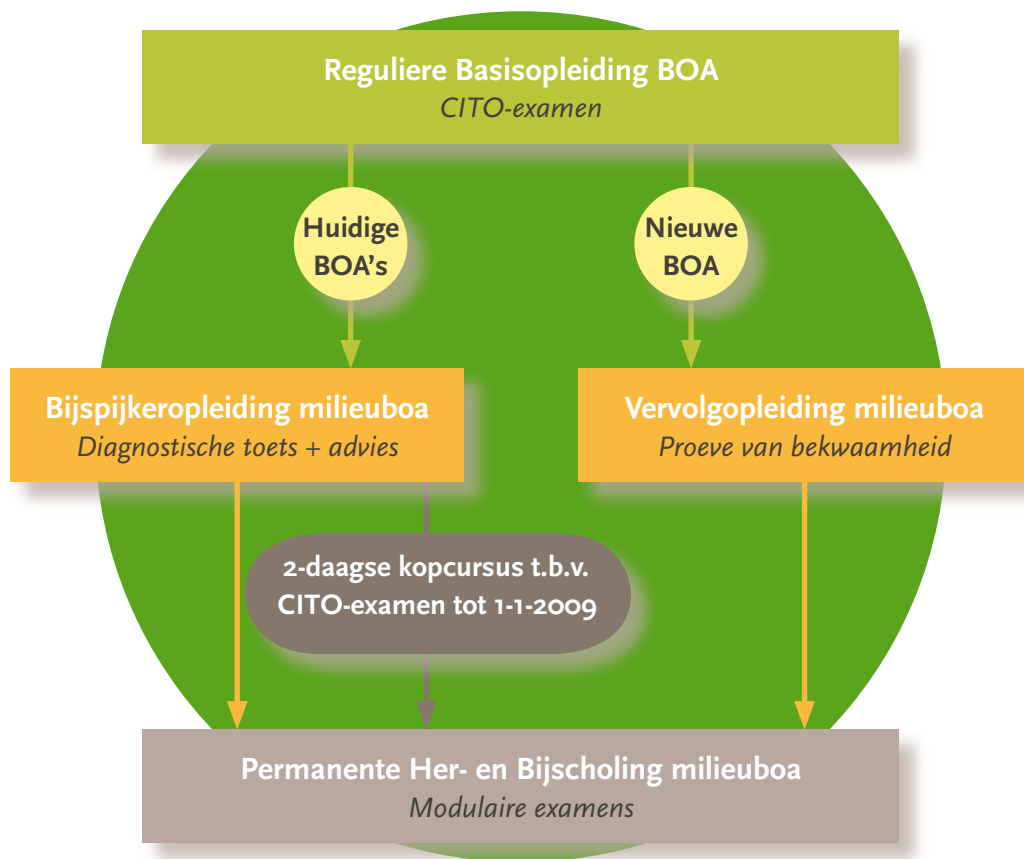 Reguliere Basisopleiding BOA
CITO-examen
Huidige
BOA's
Nieuwe
BOA
Bijspijkeropleiding milieuboa
Diagnostische toets + advies
Vervolgopleiding milieuboa
Proeve van bekwaamheid
2-daagse kopcursus t.b.v.
CITO-examen tot 1-1-2009
Permanente Her- en Bijscholing milieuboa
Modulaire examens